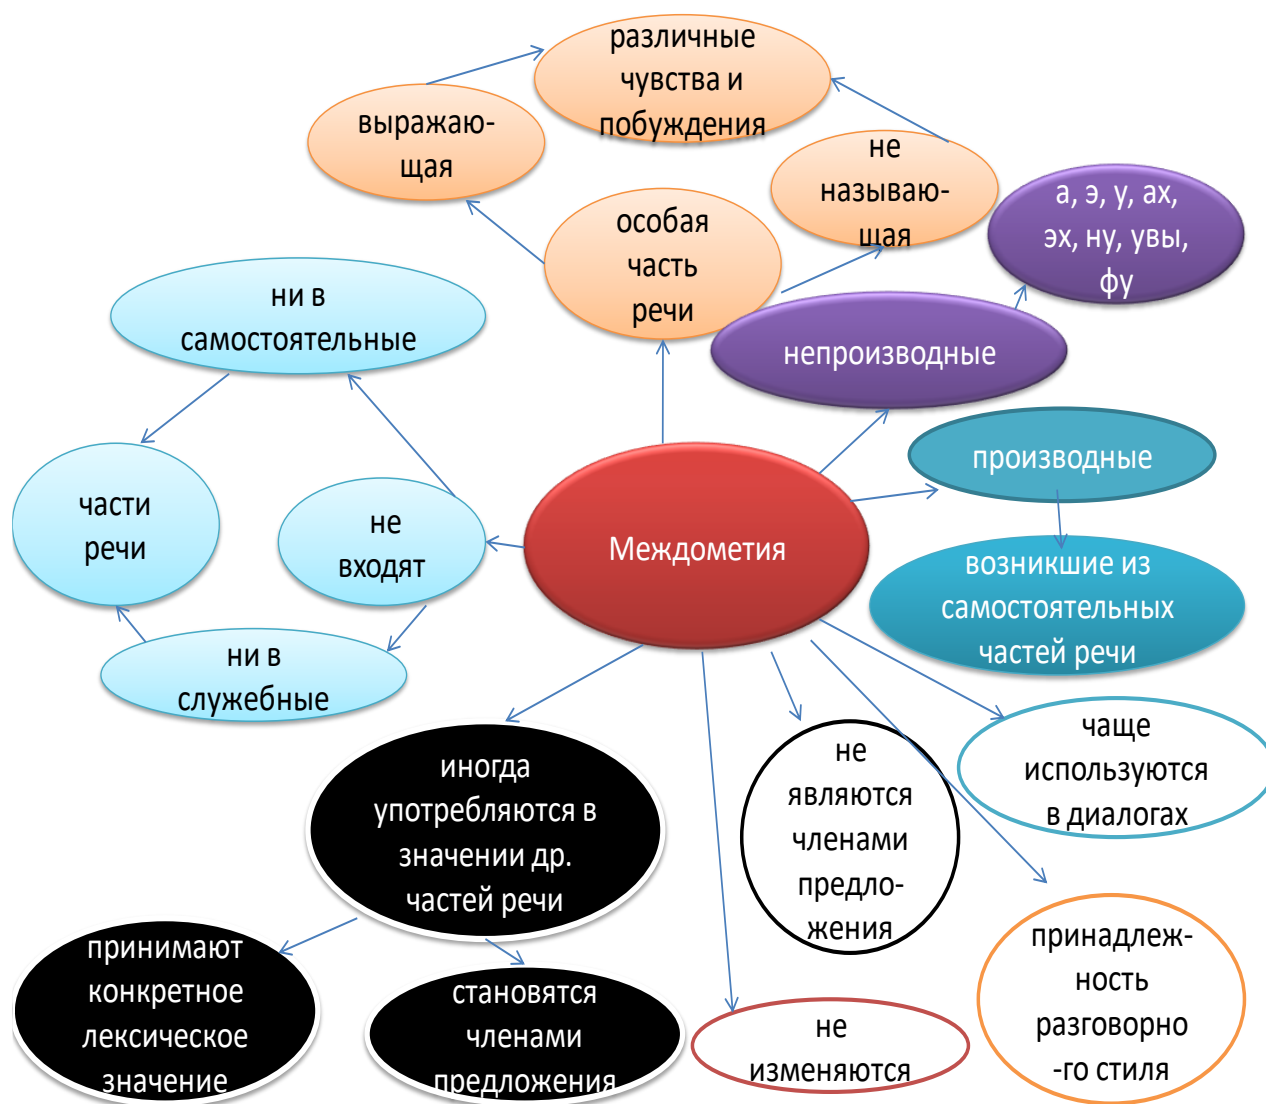 различные
чувства и
побуждения
выражаю-
щая
не
называю-
щая
а, э, у, ах,
эх, ну, увы,
фу
особая
часть
речи
ни в
самостоятельные
непроизводные
производные
части
речи
не
входят
Междометия
возникшие из
самостоятельных
частей речи
ни в
служебные
чаще
используются
в диалогах
иногда
употребляются в
значении др.
частей речи
не
являются
членами
предло-
жения
принимают
конкретное
лексическое
значение
становятся
членами
предложения
не
изменяются
принадлеж-
ность
разговорно
-го стиля